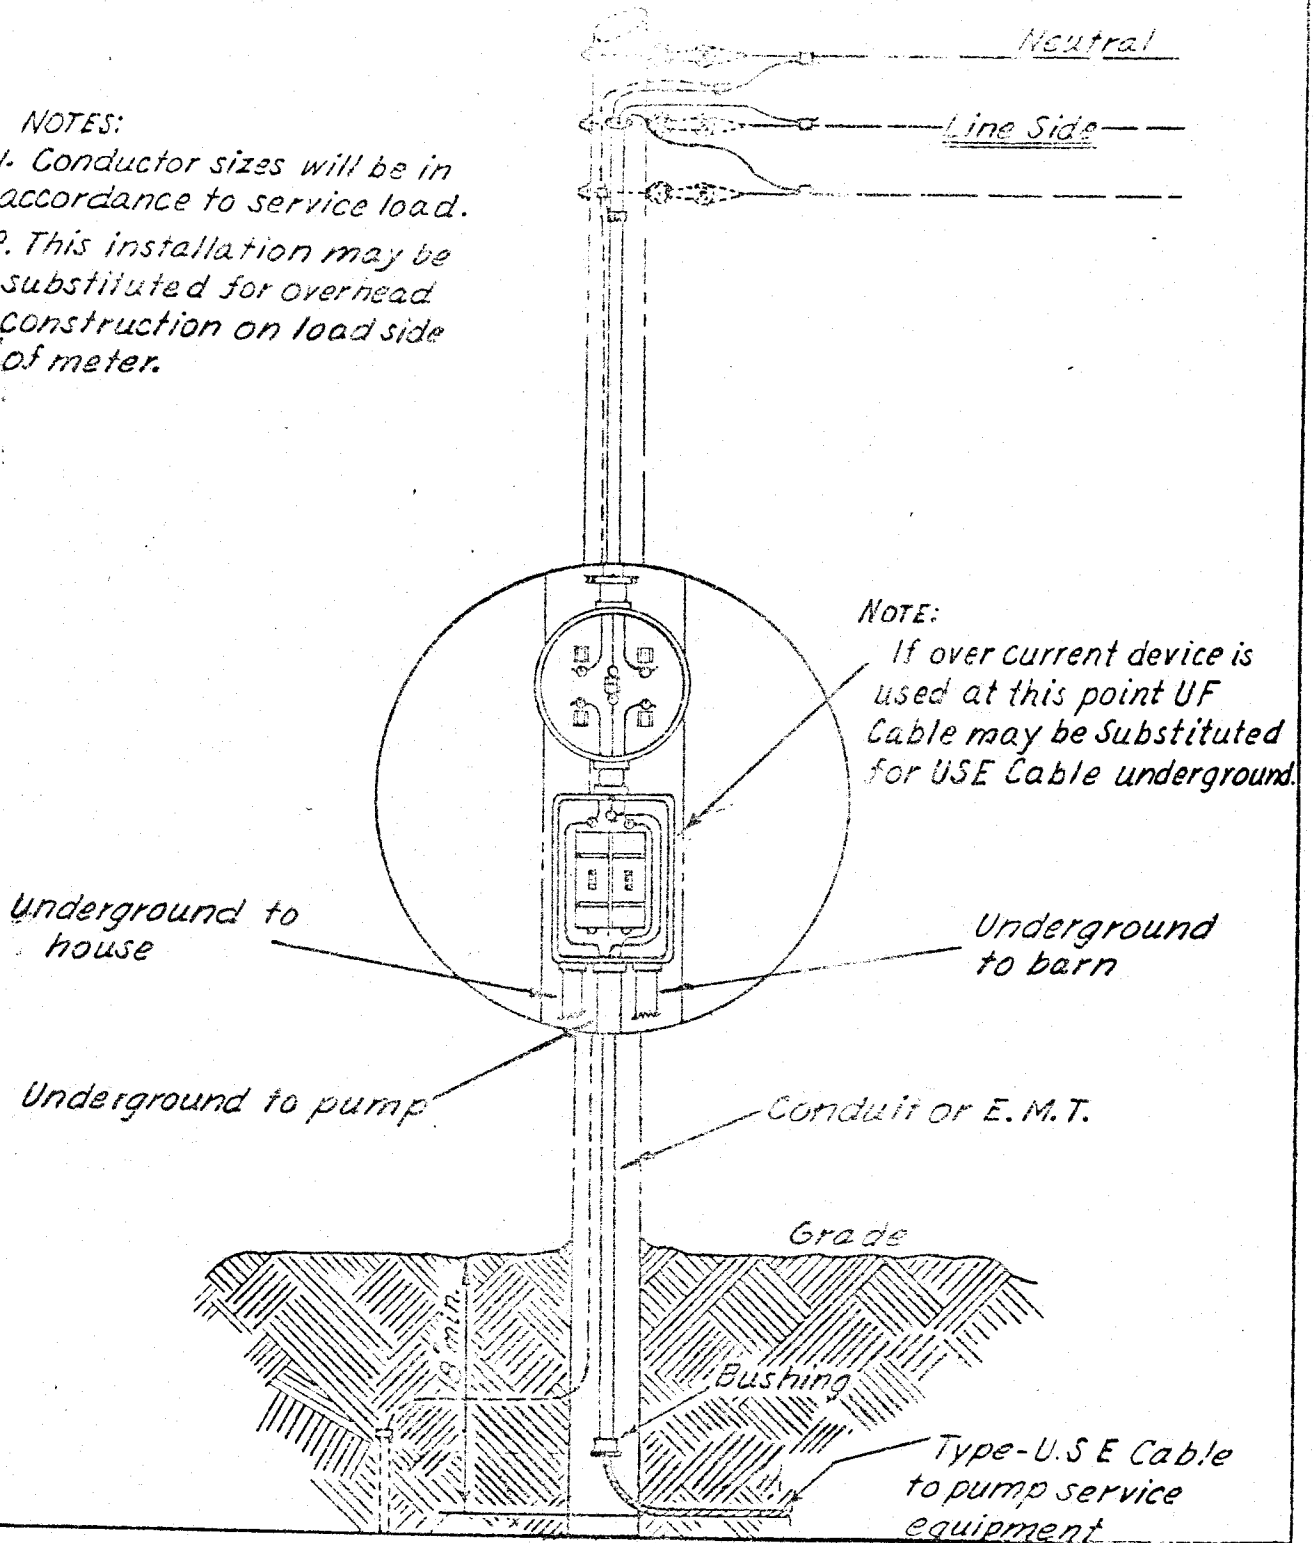 Neutral
Line Side
NOTES:
1. Conductor sizes will be in
accordance to service load.
2. This installation may be
substituted for overhead
construction on load side
of meter.
NOTE:
If over current device is
used at this point UF
Cable may be Substituted
for USE Cable underground.
Underground to
house
Underground
to barn
Underground to pump
Conduit or E.M.T.
Grade
18" min.
Bushing
Type-U.S E Cable
to pump service
equipment